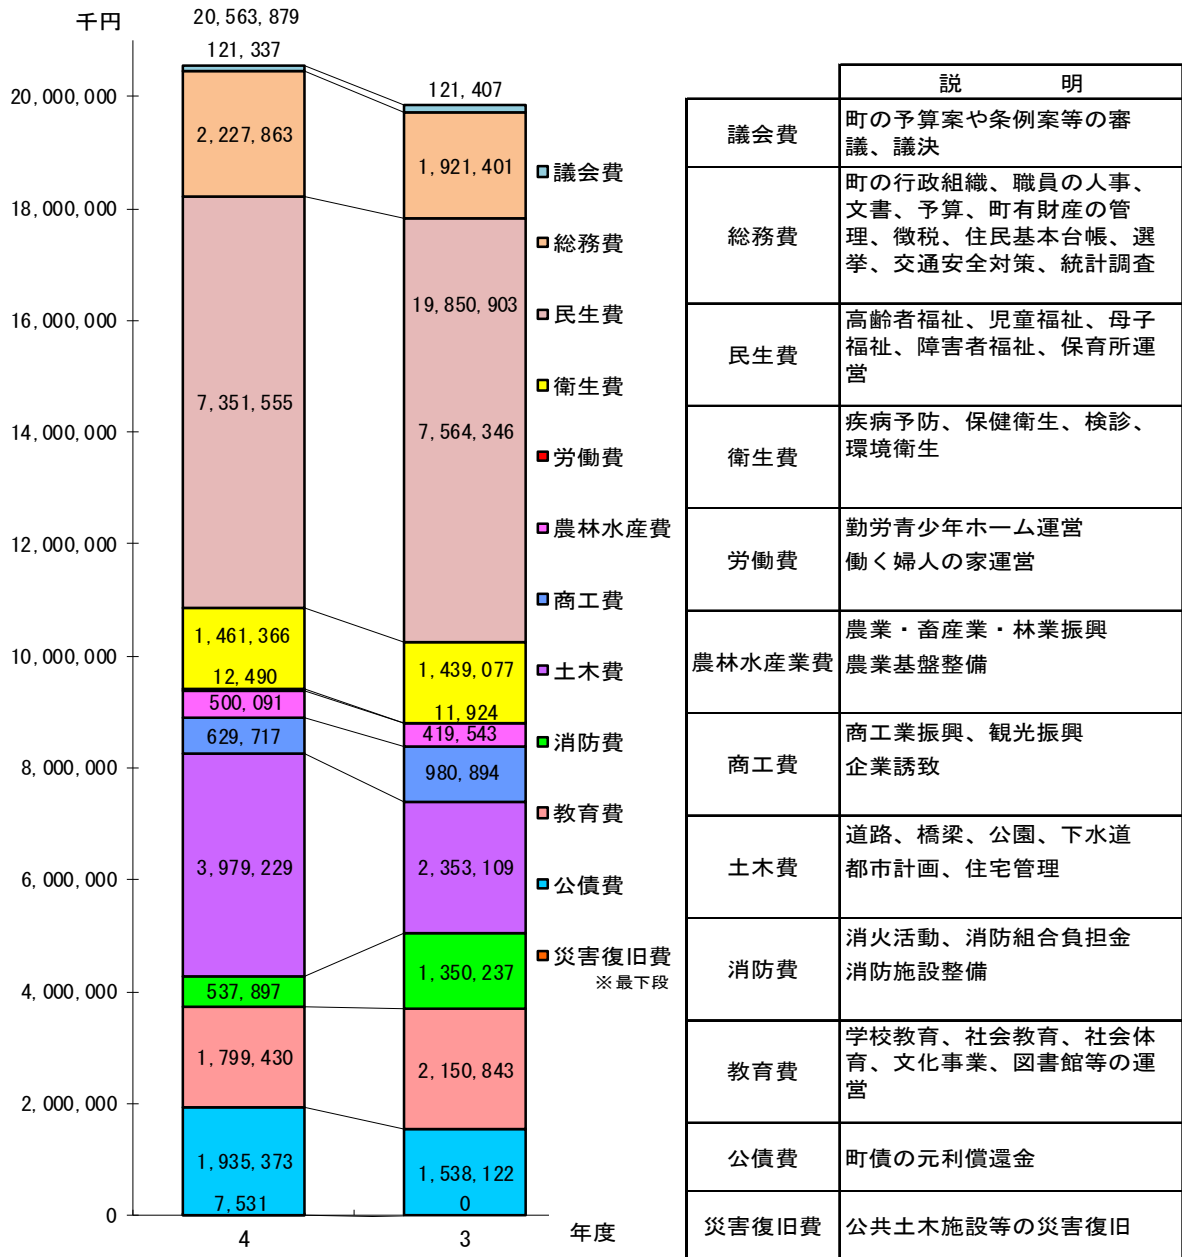 千円
20,563,879
121,337
20,000,000
2,227,863
18,000,000
16,000,000
7,351,555
14,000,000
12,000,000
1,461,366
10,000,000
12,490
500,091
629,717
8,000,000
3,979,229
6,000,000
4,000,000
537,897
1,799,430
2,000,000
1,935,373
7,531
0
4
121,407
1,921,401
19,850,903
7,564,346
1,439,077
11,924
419,543
980,894
2,353,109
1,350,237
2,150,843
1,538,122
0
3
年度
議会費
総務費
民生費
衛生費
労働費
農林水産費
商工費
土木費
消防費
教育費
公債費
災害復旧費
※最下段
説 明
議会費
町の予算案や条例案等の審
議、議決
総務費
町の行政組織、職員の人事、
文書、予算、町有財産の管
理、徴税、住民基本台帳、選
挙、交通安全対策、統計調査
民生費
高齢者福祉、児童福祉、母子
福祉、障害者福祉、保育所運
営
衛生費
疾病予防、保健衛生、検診、
環境衛生
労働費
勤労青少年ホーム運営
働く婦人の家運営
農林水産業費
農業・畜産業・林業振興
農業基盤整備
商工費
商工業振興、観光振興
企業誘致
土木費
道路、橋梁、公園、下水道
都市計画、住宅管理
消防費
消火活動、消防組合負担金
消防施設整備
教育費
学校教育、社会教育、社会体
育、文化事業、図書館等の運
営
公債費
町債の元利償還金
災害復旧費
公共土木施設等の災害復旧